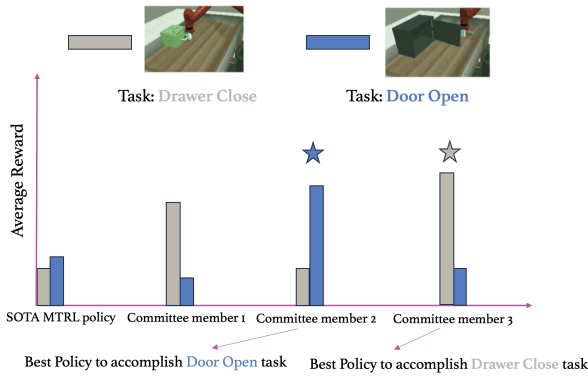 Task: Drawer Close
Task: Door Open
Average Reward
SOTA MTRL policy
Committee member 1
Committee member 2
Committee member 3
Best Policy to accomplish Door Open task
Best Policy to accomplish Drawer Close task